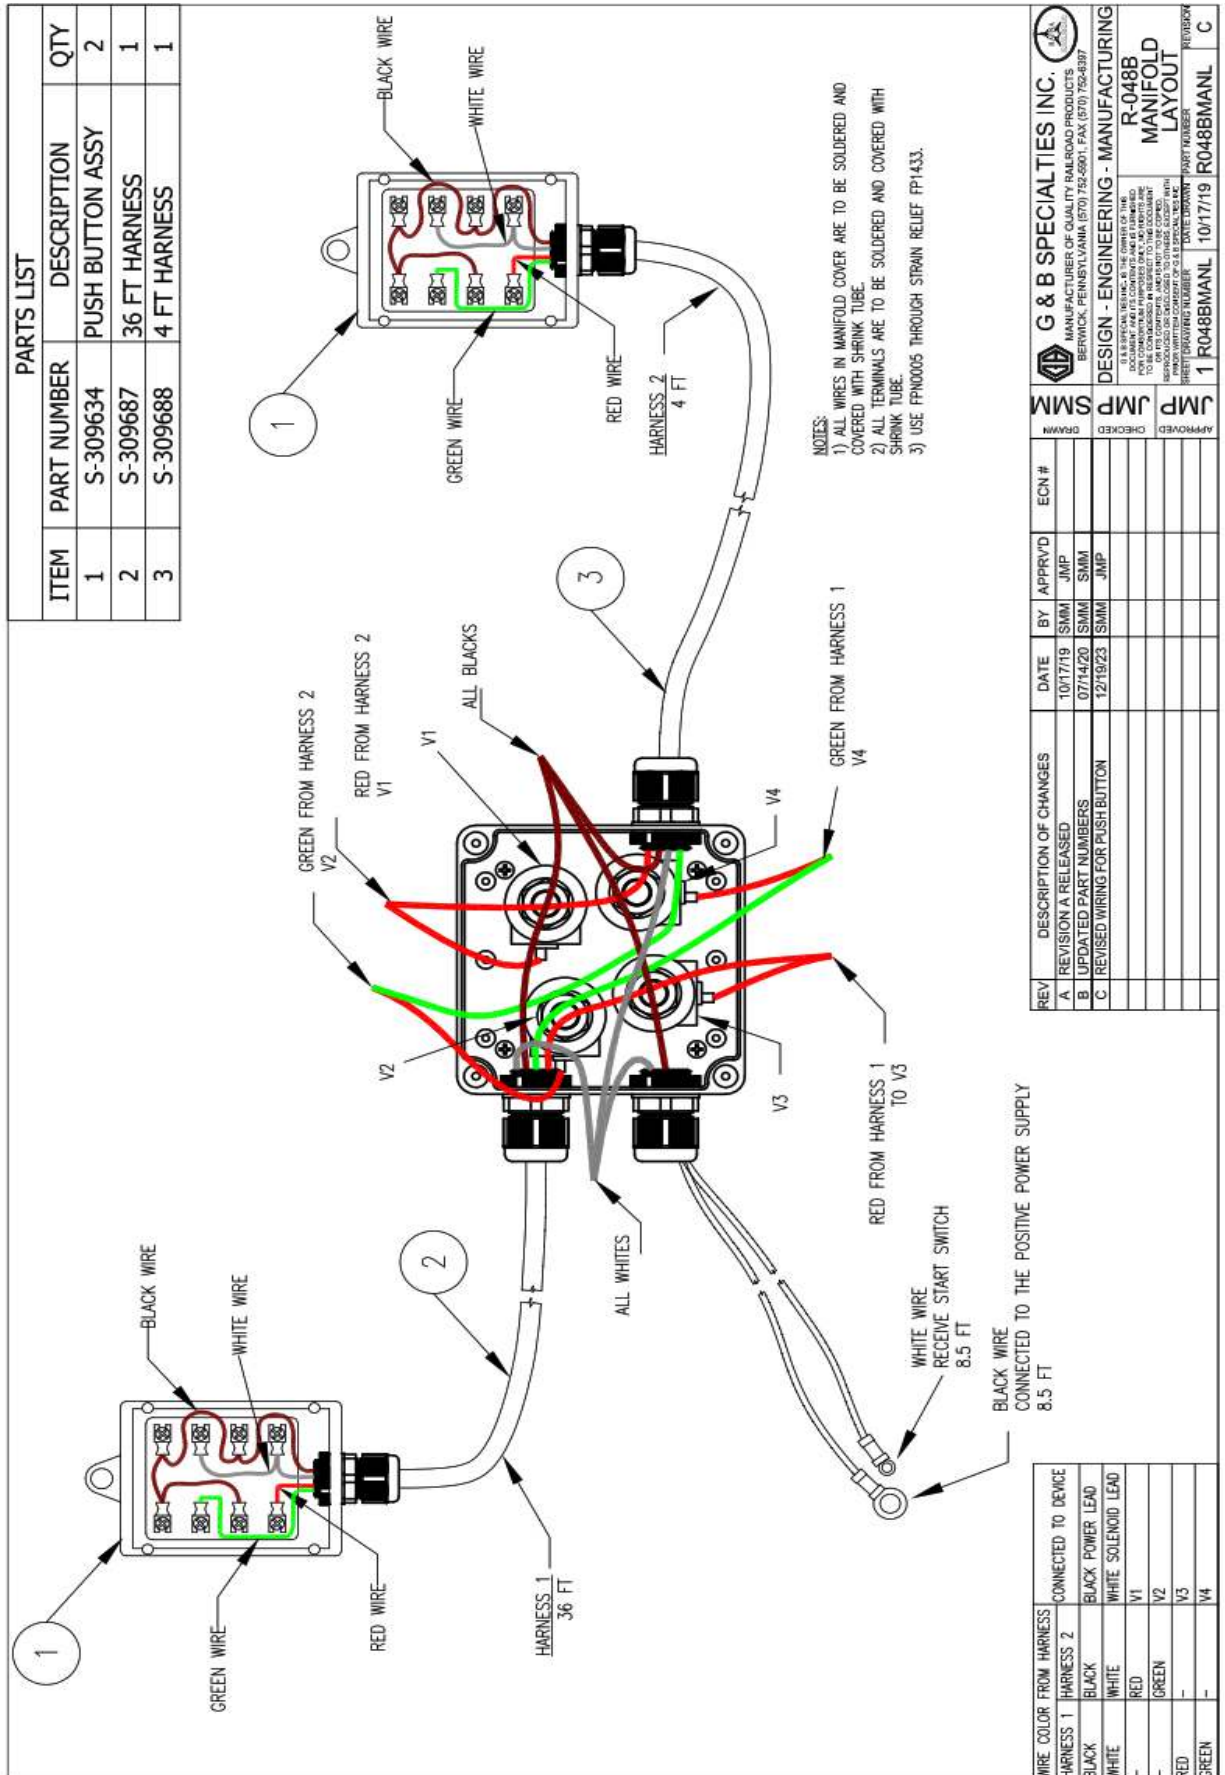 PARTS LIST
ITEM PART NUMBER DESCRIPTION QTY
1 S-309634 PUSH BUTTON ASSY 2
2 S-309687 36 FT HARNESS 1
3 S-309688 4 FT HARNESS 1
1
BLACK WIRE
WHITE WIRE
GREEN WIRE
RED WIRE
HARNESS 1
36 FT
2
GREEN FROM HARNESS 2
V2
RED FROM HARNESS 2
V1
V1
ALL BLACKS
V2
ALL WHITES
V3
V4
RED FROM HARNESS 1
TO V3
GREEN FROM HARNESS 1
V4
3
1
BLACK WIRE
WHITE WIRE
GREEN WIRE
RED WIRE
HARNESS 2
4 FT
WHITE WIRE
RECEIVE START SWITCH
8.5 FT
BLACK WIRE
CONNECTED TO THE POSITIVE POWER SUPPLY
8.5 FT
NOTES:
1) ALL WIRES IN MANIFOLD COVER ARE TO BE SOLDERED AND
COVERED WITH SHRINK TUBE.
2) ALL TERMINALS ARE TO BE SOLDERED AND COVERED WITH
SHRINK TUBE.
3) USE FPN0005 THROUGH STRAIN RELIEF FP1433.
WIRE COLOR FROM HARNESS
HARNESS 1 HARNESS 2 CONNECTED TO DEVICE
BLACK BLACK BLACK POWER LEAD
WHITE WHITE WHITE SOLENOID LEAD
- RED V1
- GREEN V2
RED - V3
GREEN - V4
REV DESCRIPTION OF CHANGES DATE BY APPRV'D ECN #
A REVISION A RELEASED 10/17/19 SMM JMP
B UPDATED PART NUMBERS 07/14/20 SMM SMM
C REVISED WIRING FOR PUSH BUTTON 12/19/23 SMM JMP
DRAWN SMM
CHECKED JMP
APPROVED JMP
GB G & B SPECIALTIES INC.
MANUFACTURER OF QUALITY RAILROAD PRODUCTS
BERWICK, PENNSYLVANIA (570) 752-5901, FAX (570) 752-6397
DESIGN - ENGINEERING - MANUFACTURING
R-048B
MANIFOLD
LAYOUT
SHEET DRAWING NUMBER DATE DRAWN PART NUMBER REVISION
1 R048BMANL 10/17/19 R048BMANL C